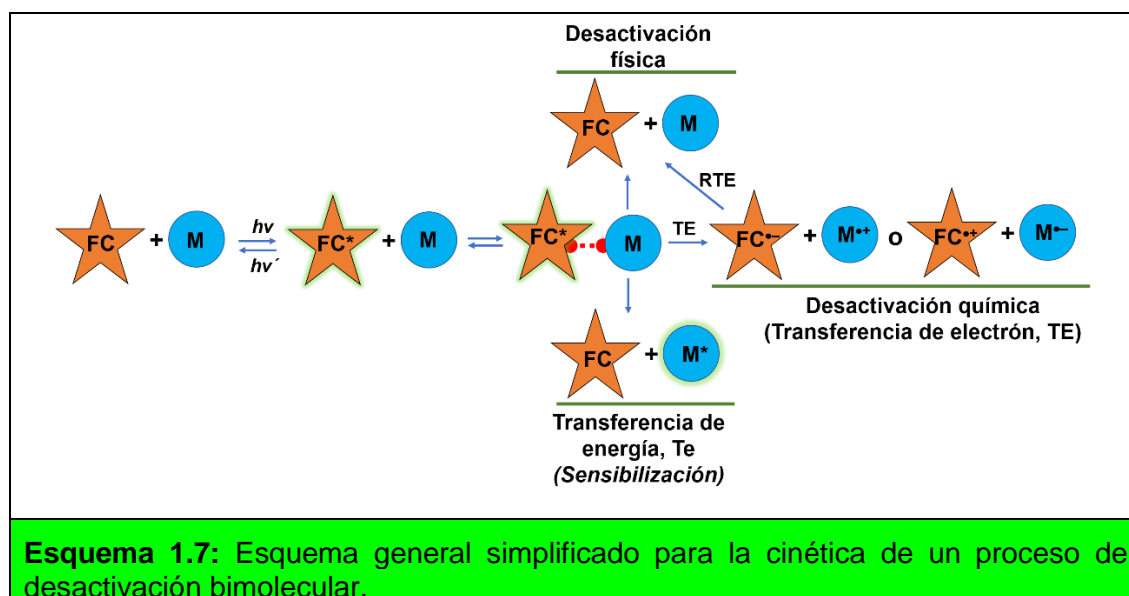 Desactivación
física
FC + M
RTE
FC + M hv hv´ FC* + M FC* M TE FC•– + M•+ o FC•+ + M•–
Desactivación química
(Transferencia de electrón, TE)
FC + M*
Transferencia de
energía, Te
(Sensibilización)
Esquema 1.7: Esquema general simplificado para la cinética de un proceso de
desactivación bimolecular.